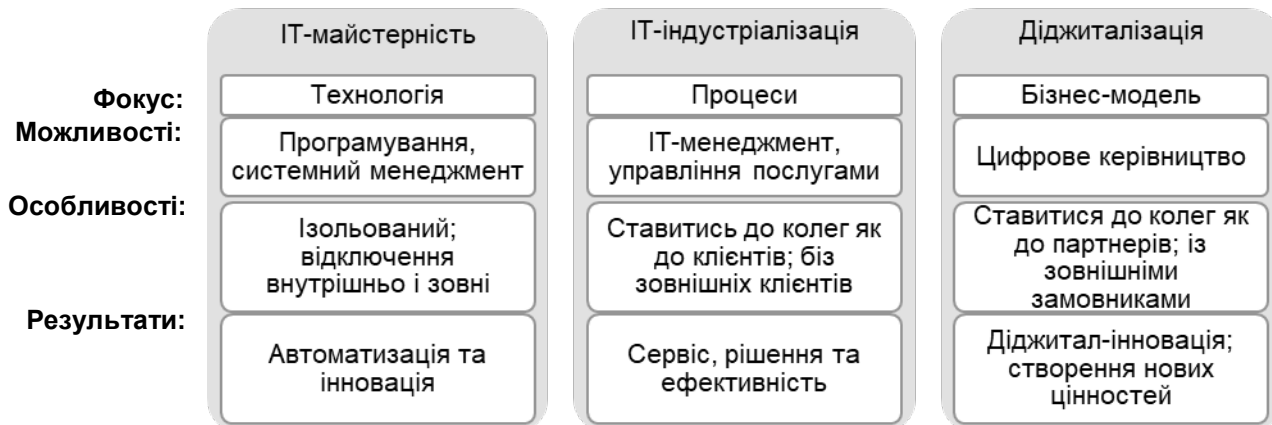 ІТ-майстерність
ІТ-індустріалізація
Діджиталізація
Фокус:
Технологія
Процеси
Бізнес-модель
Можливості:
Програмування,
системний менеджмент
ІТ-менеджмент,
управління послугами
Цифрове керівництво
Особливості:
Ізольований;
відключення
внутрішньо і зовні
Ставитись до колег як
до клієнтів; біз
зовнішніх клієнтів
Ставитися до колег як
до партнерів; із
зовнішніми
замовниками
Результати:
Автоматизація та
інновація
Сервіс, рішення та
ефективність
Діджитал-інновація;
створення нових
цінностей